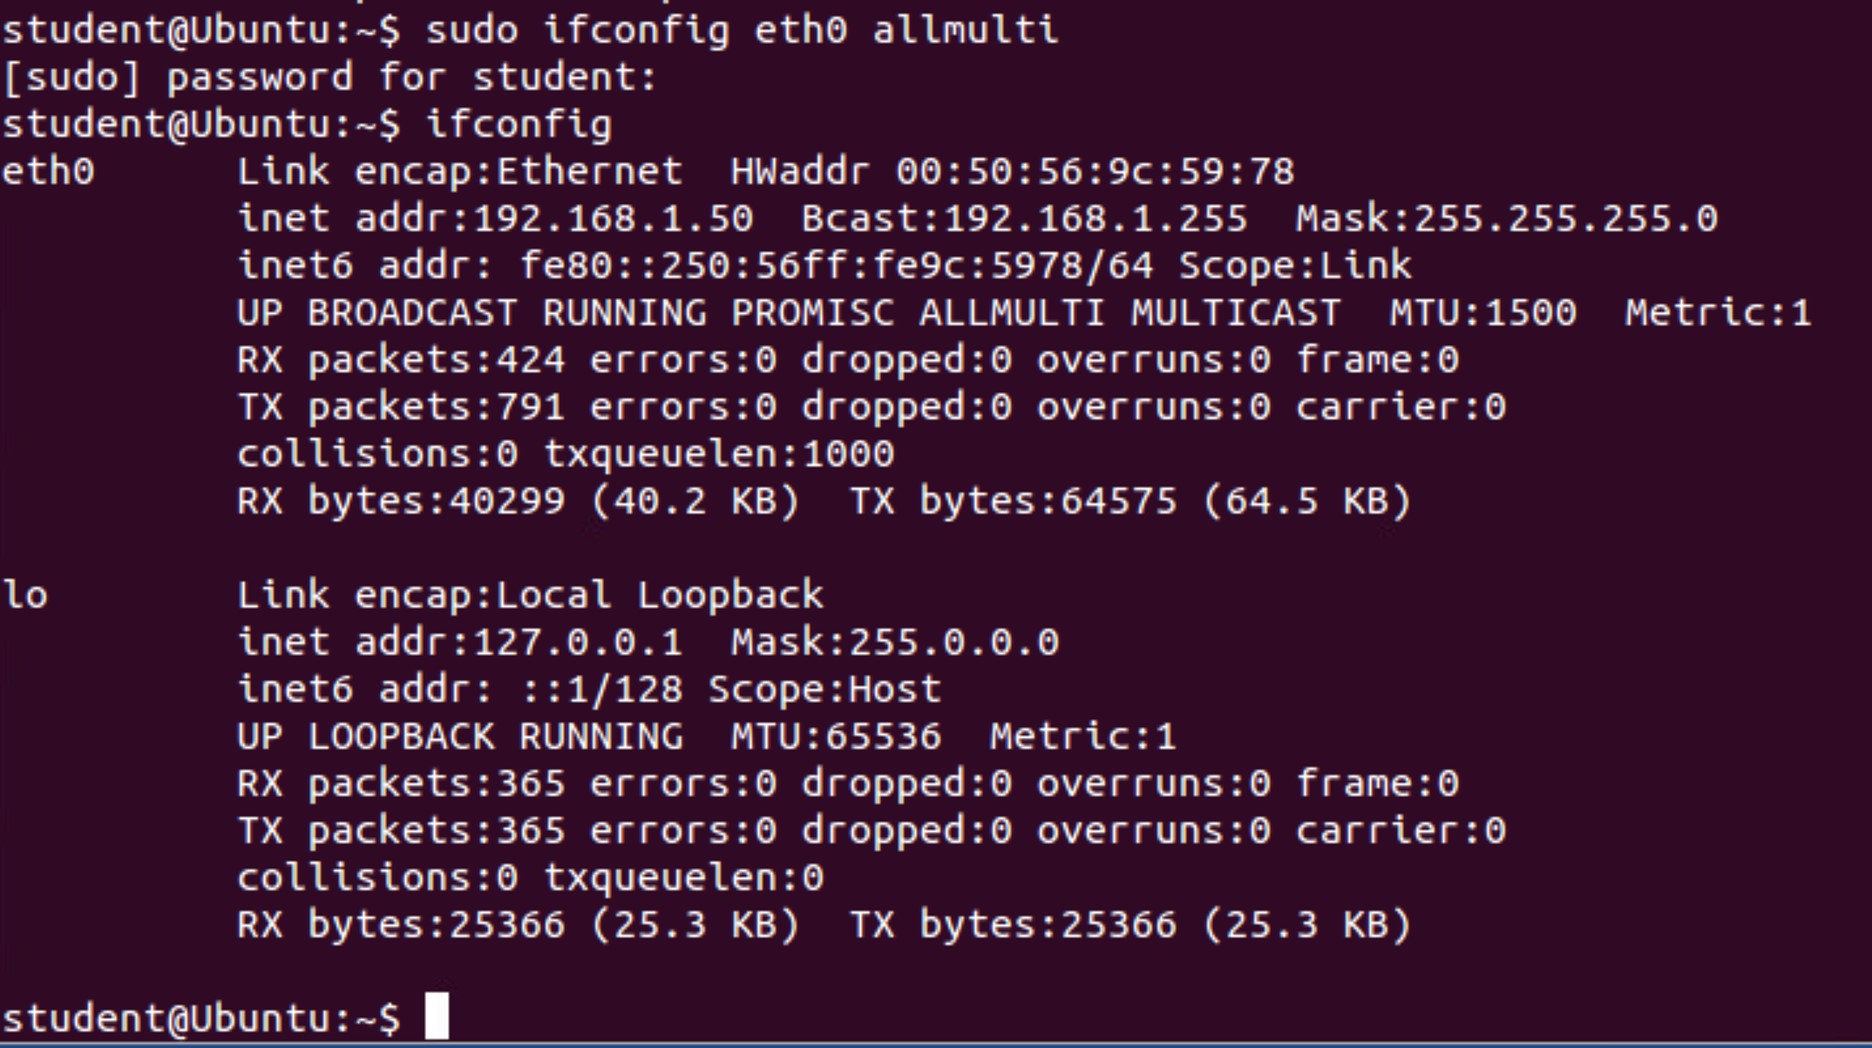 student@Ubuntu:~$ sudo ifconfig eth0 allmulti
[sudo] password for student:
student@Ubuntu:~$ ifconfig
eth0      Link encap:Ethernet  HWaddr 00:50:56:9c:59:78
          inet addr:192.168.1.50  Bcast:192.168.1.255  Mask:255.255.255.0
          inet6 addr: fe80::250:56ff:fe9c:5978/64 Scope:Link
          UP BROADCAST RUNNING PROMISC ALLMULTI MULTICAST  MTU:1500  Metric:1
          RX packets:424 errors:0 dropped:0 overruns:0 frame:0
          TX packets:791 errors:0 dropped:0 overruns:0 carrier:0
          collisions:0 txqueuelen:1000
          RX bytes:40299 (40.2 KB)  TX bytes:64575 (64.5 KB)

lo        Link encap:Local Loopback
          inet addr:127.0.0.1  Mask:255.0.0.0
          inet6 addr: ::1/128 Scope:Host
          UP LOOPBACK RUNNING  MTU:65536  Metric:1
          RX packets:365 errors:0 dropped:0 overruns:0 frame:0
          TX packets:365 errors:0 dropped:0 overruns:0 carrier:0
          collisions:0 txqueuelen:0
          RX bytes:25366 (25.3 KB)  TX bytes:25366 (25.3 KB)

student@Ubuntu:~$